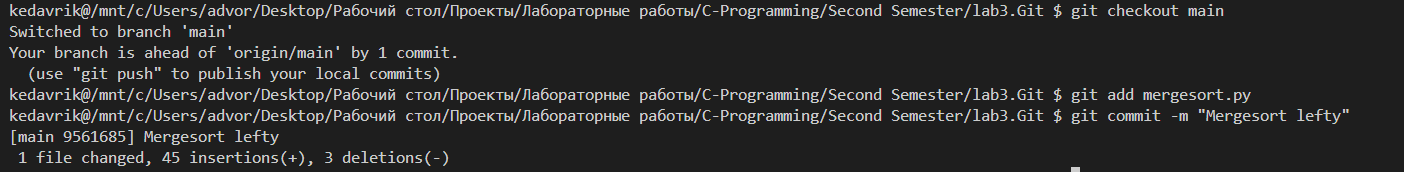 kedavrik@/mnt/c/Users/advor/Desktop/Рабочий стол/Проекты/Лабораторные работы/C-Programming/Second Semester/lab3.Git $ git checkout main
Switched to branch 'main'
Your branch is ahead of 'origin/main' by 1 commit.
  (use "git push" to publish your local commits)
kedavrik@/mnt/c/Users/advor/Desktop/Рабочий стол/Проекты/Лабораторные работы/C-Programming/Second Semester/lab3.Git $ git add mergesort.py
kedavrik@/mnt/c/Users/advor/Desktop/Рабочий стол/Проекты/Лабораторные работы/C-Programming/Second Semester/lab3.Git $ git commit -m "Mergesort lefty"
[main 9561685] Mergesort lefty
 1 file changed, 45 insertions(+), 3 deletions(-)